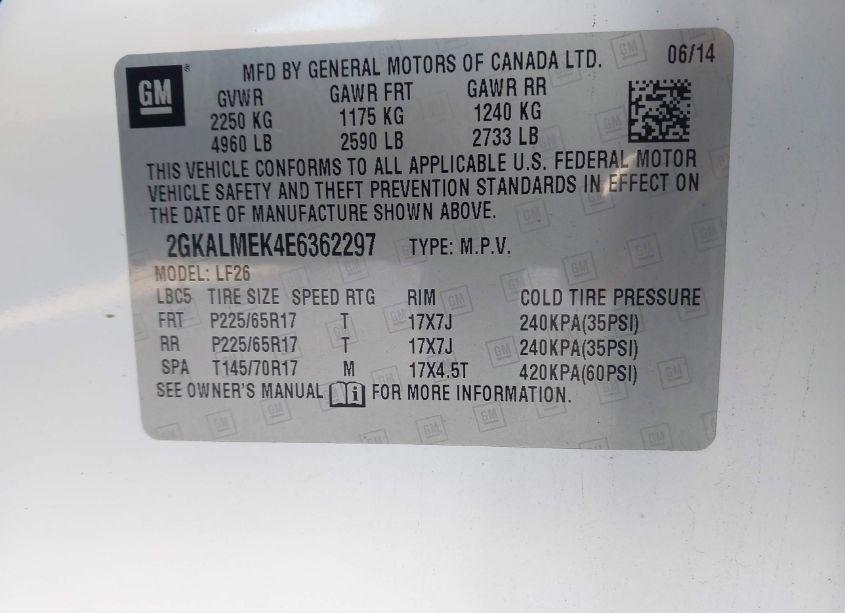 GM® MFD BY GENERAL MOTORS OF CANADA LTD. 06/14
GVWR GAWR FRT GAWR RR
2250 KG 1175 KG 1240 KG
4960 LB 2590 LB 2733 LB
THIS VEHICLE CONFORMS TO ALL APPLICABLE U.S. FEDERAL MOTOR
VEHICLE SAFETY AND THEFT PREVENTION STANDARDS IN EFFECT ON
THE DATE OF MANUFACTURE SHOWN ABOVE.
2GKALMEK4E6362297 TYPE: M.P.V.
MODEL: LF26
LBC5 TIRE SIZE SPEED RTG RIM COLD TIRE PRESSURE
FRT P225/65R17 T 17X7J 240KPA(35PSI)
RR P225/65R17 T 17X7J 240KPA(35PSI)
SPA T145/70R17 M 17X4.5T 420KPA(60PSI)
SEE OWNER'S MANUAL i FOR MORE INFORMATION.